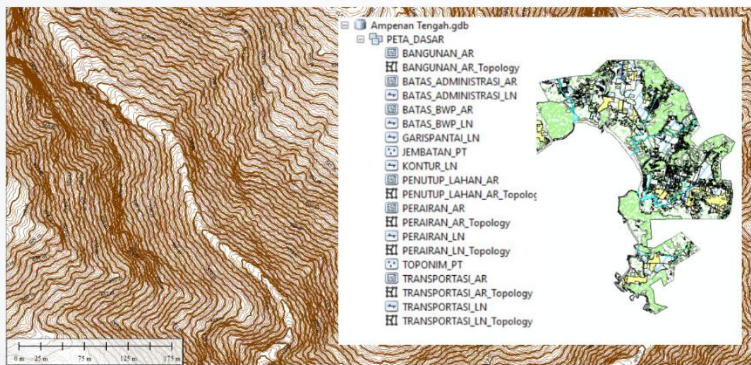 Ampenan Tengah.gdb
PETA_DASAR
BANGUNAN_AR
BANGUNAN_AR_Topology
BATAS_ADMINISTRASI_AR
BATAS_ADMINISTRASI_LN
BATAS_BWP_AR
BATAS_BWP_LN
GARISPANTAI_LN
JEMBATAN_PT
KONTUR_LN
PENUTUP_LAHAN_AR
PENUTUP_LAHAN_AR_Topolog
PERAIRAN_AR
PERAIRAN_AR_Topology
PERAIRAN_LN
PERAIRAN_LN_Topology
TOPONIM_PT
TRANSPORTASI_AR
TRANSPORTASI_AR_Topology
TRANSPORTASI_LN
TRANSPORTASI_LN_Topology
0 m 25 m 75 m 125 m 175 m